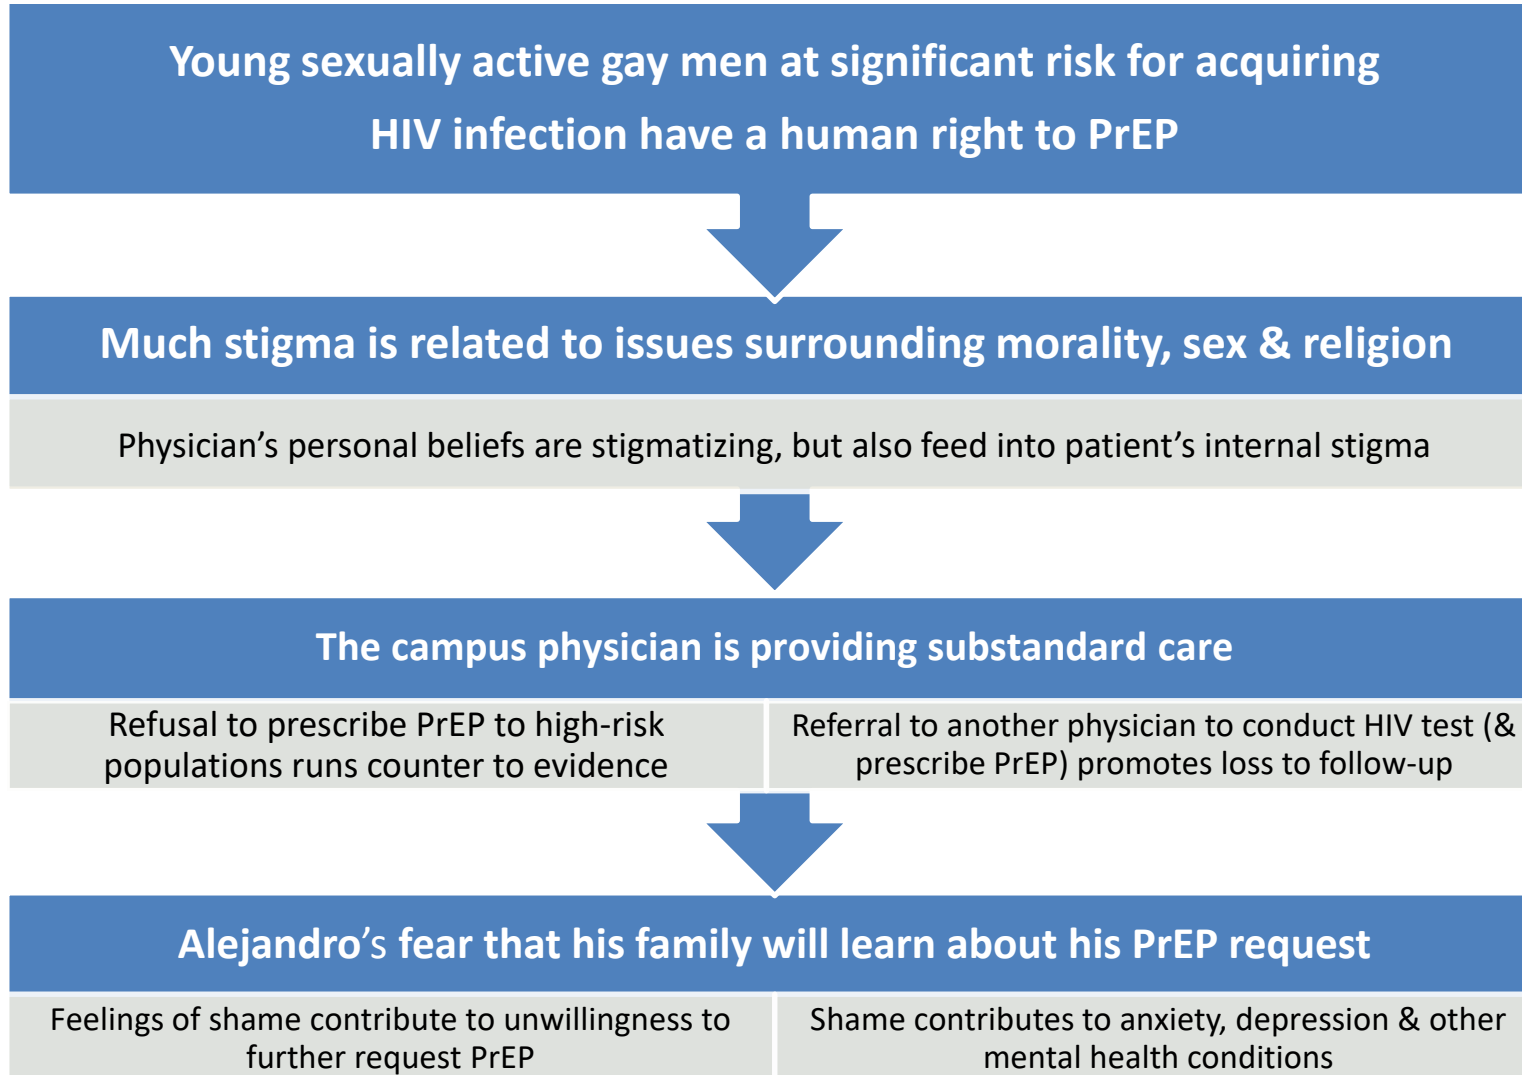 Young sexually active gay men at significant risk for acquiring
HIV infection have a human right to PrEP
Much stigma is related to issues surrounding morality, sex & religion
Physician’s personal beliefs are stigmatizing, but also feed into patient’s internal stigma
The campus physician is providing substandard care
Refusal to prescribe PrEP to high-risk
populations runs counter to evidence
Referral to another physician to conduct HIV test (&
prescribe PrEP) promotes loss to follow-up
Alejandro’s fear that his family will learn about his PrEP request
Feelings of shame contribute to unwillingness to
further request PrEP
Shame contributes to anxiety, depression & other
mental health conditions